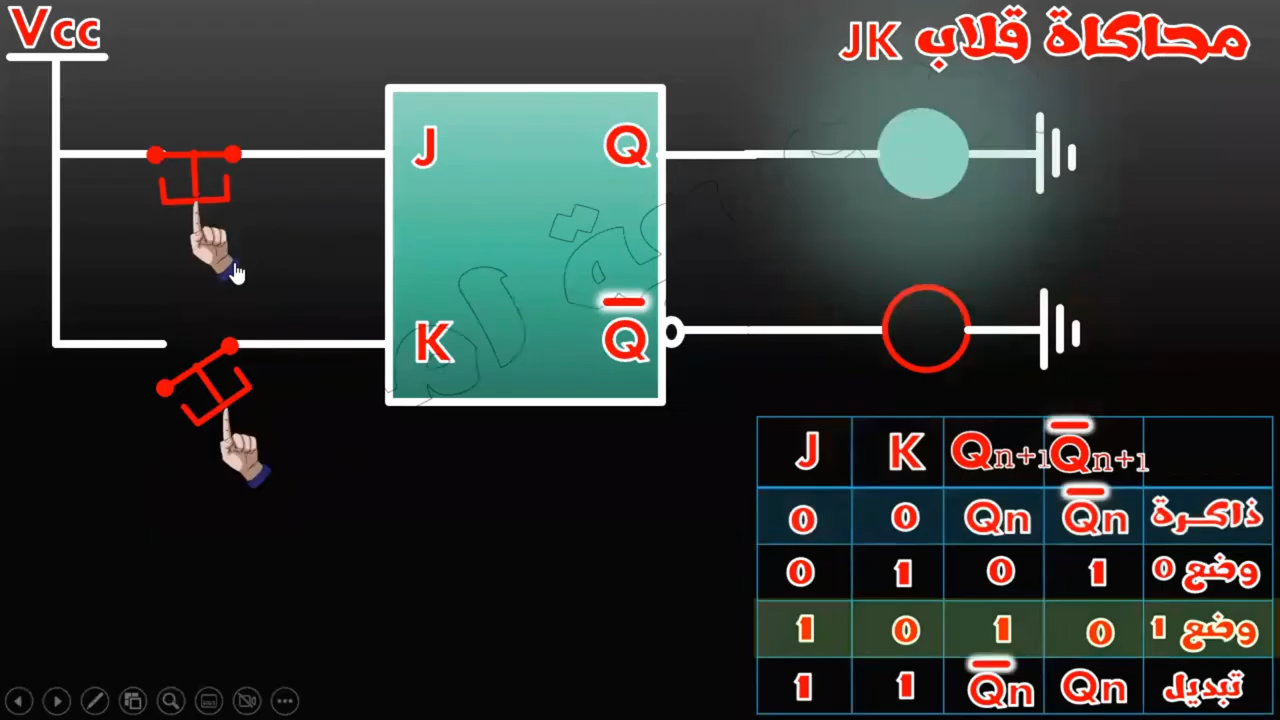 Vcc
محاكاة قلاب JK
J Q
K Q̅
J K Qn+1 Q̅n+1
0 0 Qn Q̅n ذاكرة
0 1 0 1 وضع 0
1 0 1 0 وضع 1
1 1 Q̅n Qn تبديل